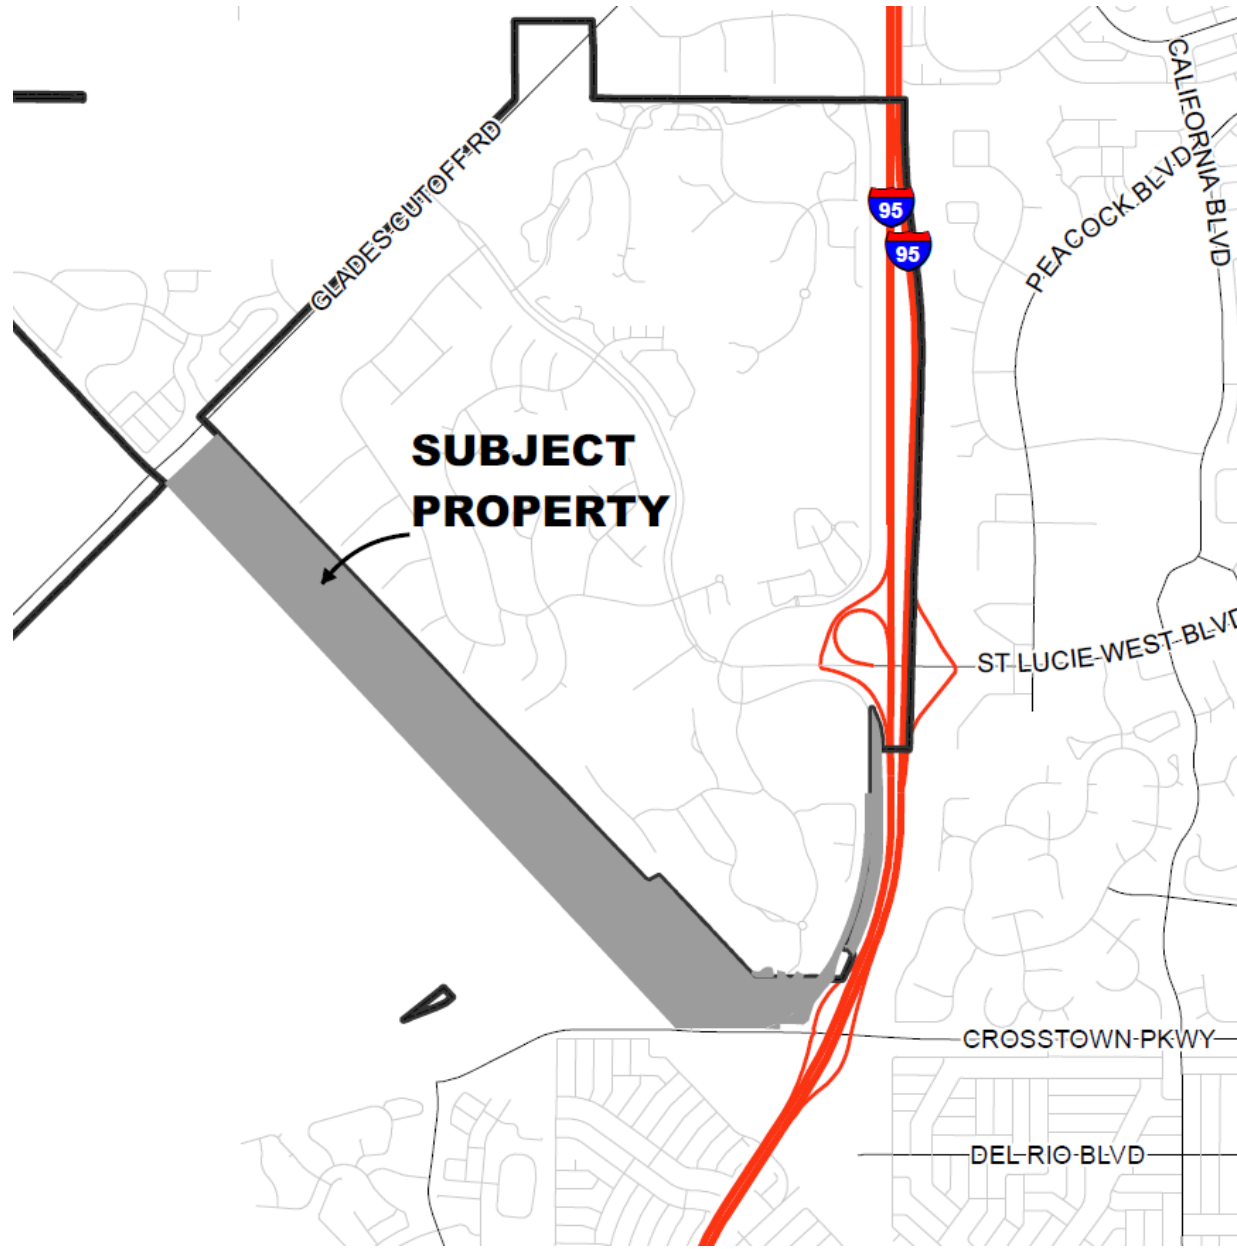 CALIFORNIA BLVD
GLADES CUTOFF RD
PEACOCK BLVD
95
95
SUBJECT
PROPERTY
ST LUCIE WEST BLVD
CROSSTOWN PKWY
DEL RIO BLVD